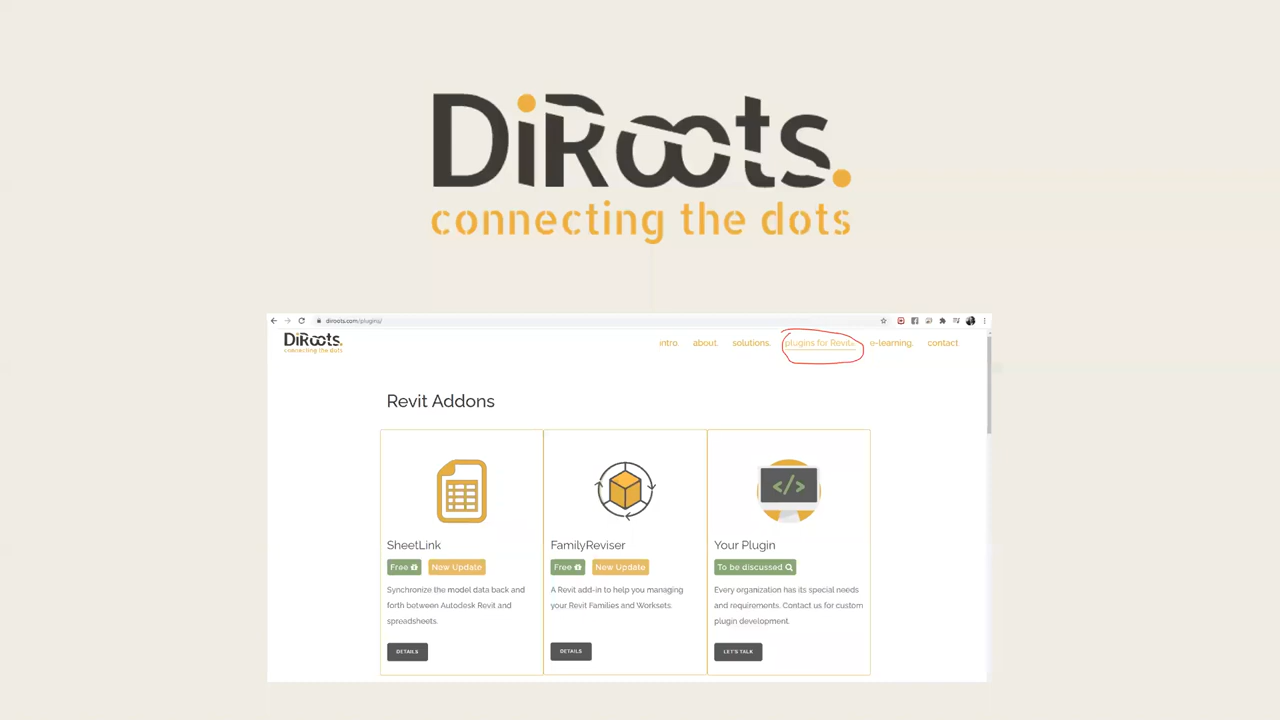 DiRoots.
connecting the dots
diroots.com/plugins/
DiRoots.
connecting the dots
intro. about. solutions. plugins for Revit. e-learning. contact
Revit Addons
</>
SheetLink
Free New Update
Synchronize the model data back and
forth between Autodesk Revit and
spreadsheets.
DETAILS
FamilyReviser
Free New Update
A Revit add-in to help you managing
your Revit Families and Worksets.
DETAILS
Your Plugin
To be discussed
Every organization has its special needs
and requirements. Contact us for custom
plugin development.
LET'S TALK